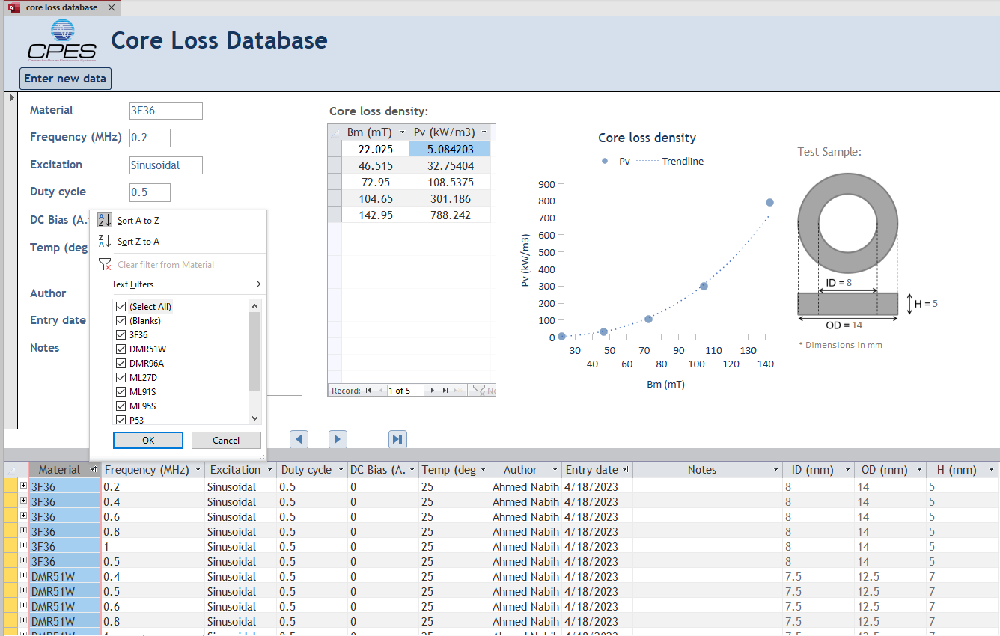 core loss database
CPES
Center for Power Electronics Systems
Core Loss Database
Enter new data
Material 3F36
Frequency (MHz) 0.2
Excitation Sinusoidal
Duty cycle 0.5
DC Bias (A.
Temp (deg
Author
Entry date
Notes
Sort A to Z
Sort Z to A
Clear filter from Material
Text Filters
(Select All)
(Blanks)
3F36
DMR51W
DMR96A
ML27D
ML91S
ML95S
P53
OK Cancel
Core loss density:
Bm (mT) Pv (kW/m3)
22.025 5.084203
46.515 32.75404
72.95 108.5375
104.65 301.186
142.95 788.242
Record: 1 of 5 No
Core loss density
Pv Trendline
900
800
700
600
500
400
300
200
100
0
Pv (kW/m3)
30 50 70 90 110 130
40 60 80 100 120 140
Bm (mT)
Test Sample:
ID = 8
H = 5
OD = 14
* Dimensions in mm
Material Frequency (MHz) Excitation Duty cycle DC Bias (A. Temp (deg Author Entry date Notes ID (mm) OD (mm) H (mm)
3F36 0.2 Sinusoidal 0.5 0 25 Ahmed Nabih 4/18/2023 8 14 5
3F36 0.4 Sinusoidal 0.5 0 25 Ahmed Nabih 4/18/2023 8 14 5
3F36 0.6 Sinusoidal 0.5 0 25 Ahmed Nabih 4/18/2023 8 14 5
3F36 0.8 Sinusoidal 0.5 0 25 Ahmed Nabih 4/18/2023 8 14 5
3F36 1 Sinusoidal 0.5 0 25 Ahmed Nabih 4/18/2023 8 14 5
3F36 0.5 Sinusoidal 0.5 0 25 Ahmed Nabih 4/18/2023 8 14 5
DMR51W 0.4 Sinusoidal 0.5 0 25 Ahmed Nabih 4/18/2023 7.5 12.5 7
DMR51W 0.5 Sinusoidal 0.5 0 25 Ahmed Nabih 4/18/2023 7.5 12.5 7
DMR51W 0.6 Sinusoidal 0.5 0 25 Ahmed Nabih 4/18/2023 7.5 12.5 7
DMR51W 0.8 Sinusoidal 0.5 0 25 Ahmed Nabih 4/18/2023 7.5 12.5 7